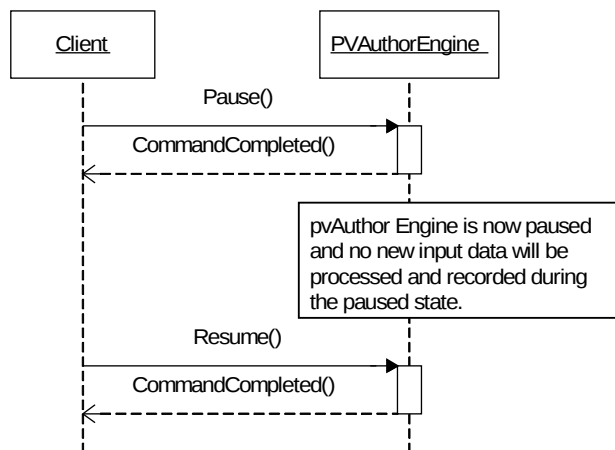 Client
PVAuthorEngine
Pause()
CommandCompleted()
pvAuthor Engine is now paused
and no new input data will be
processed and recorded during
the paused state.
Resume()
CommandCompleted()